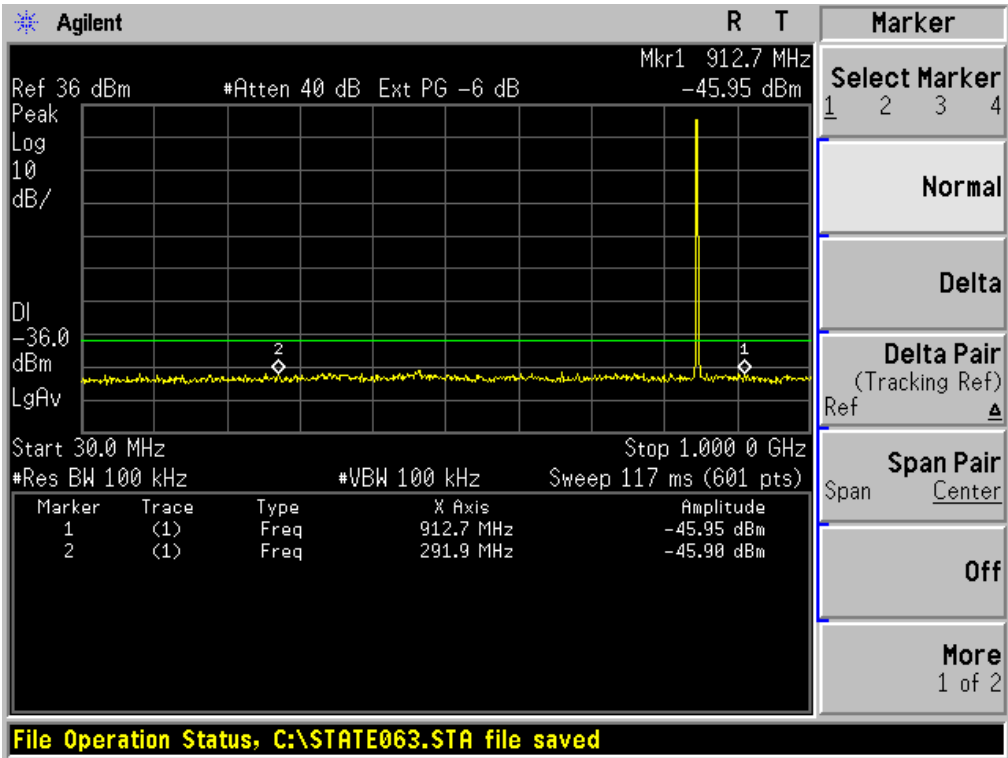 Agilent R T
Mkr1 912.7 MHz
Ref 36 dBm #Atten 40 dB Ext PG -6 dB -45.95 dBm
Peak
Log
10
dB/
DI
-36.0
dBm
LgAv
2
1
Start 30.0 MHz Stop 1.000 0 GHz
#Res BW 100 kHz #VBW 100 kHz Sweep 117 ms (601 pts)
Marker Trace Type X Axis Amplitude
1 (1) Freq 912.7 MHz -45.95 dBm
2 (1) Freq 291.9 MHz -45.90 dBm
Marker
Select Marker
1 2 3 4
Normal
Delta
Delta Pair
(Tracking Ref)
Ref Δ
Span Pair
Span Center
Off
More
1 of 2
File Operation Status, C:\STATE063.STA file saved